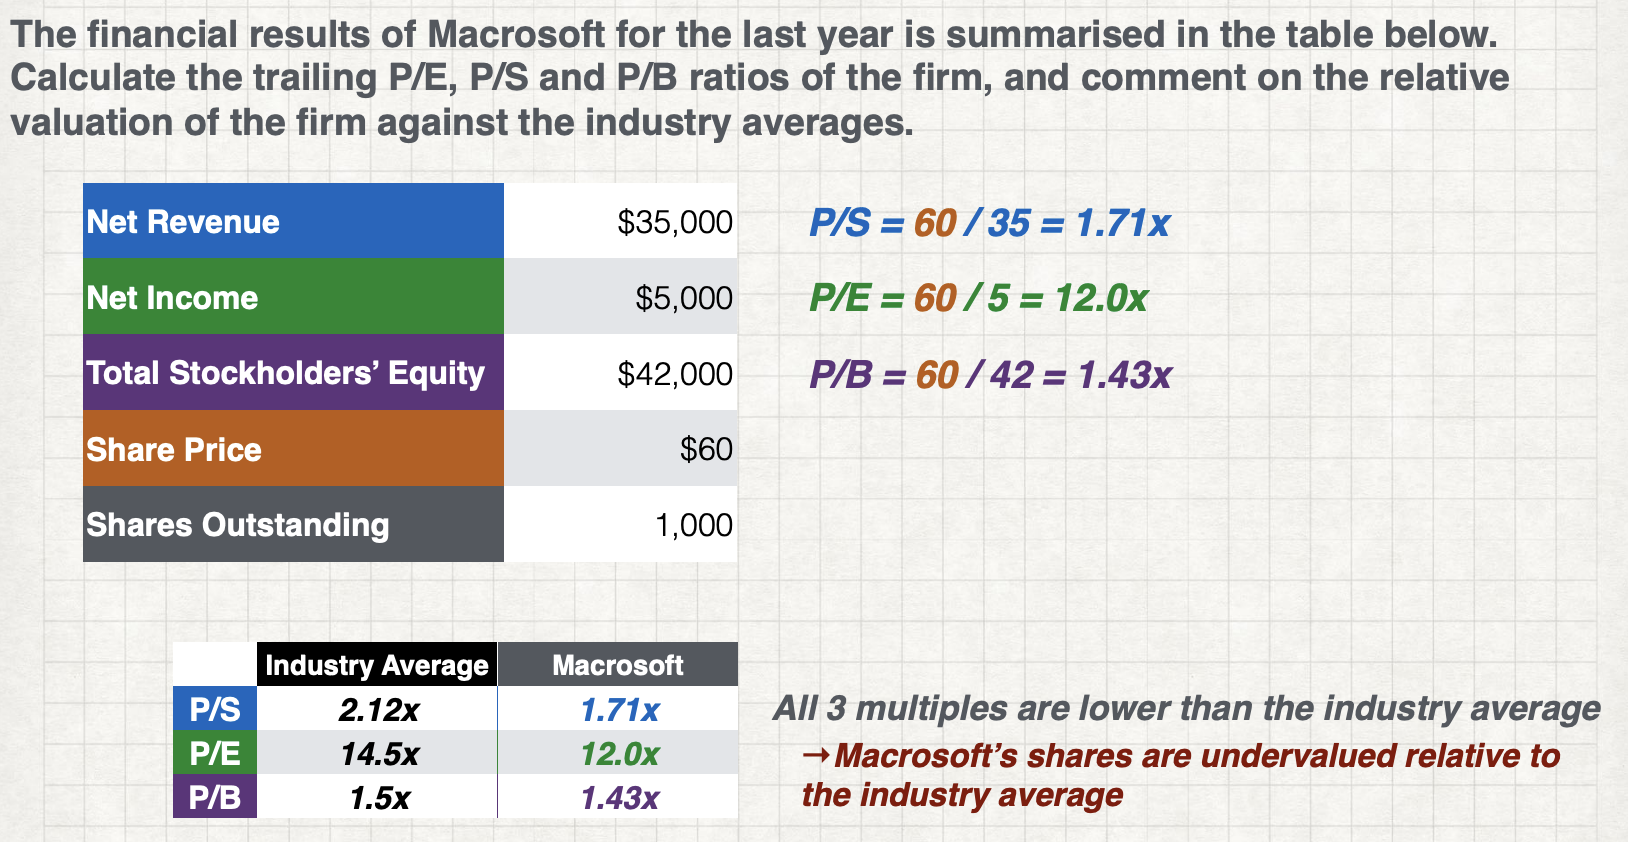 The financial results of Macrosoft for the last year is summarised in the table below.
Calculate the trailing P/E, P/S and P/B ratios of the firm, and comment on the relative
valuation of the firm against the industry averages.
Net Revenue $35,000 P/S = 60 / 35 = 1.71x
Net Income $5,000 P/E = 60 / 5 = 12.0x
Total Stockholders’ Equity $42,000 P/B = 60 / 42 = 1.43x
Share Price $60
Shares Outstanding 1,000
Industry Average Macrosoft
P/S 2.12x 1.71x
P/E 14.5x 12.0x
P/B 1.5x 1.43x
All 3 multiples are lower than the industry average
→Macrosoft’s shares are undervalued relative to
the industry average